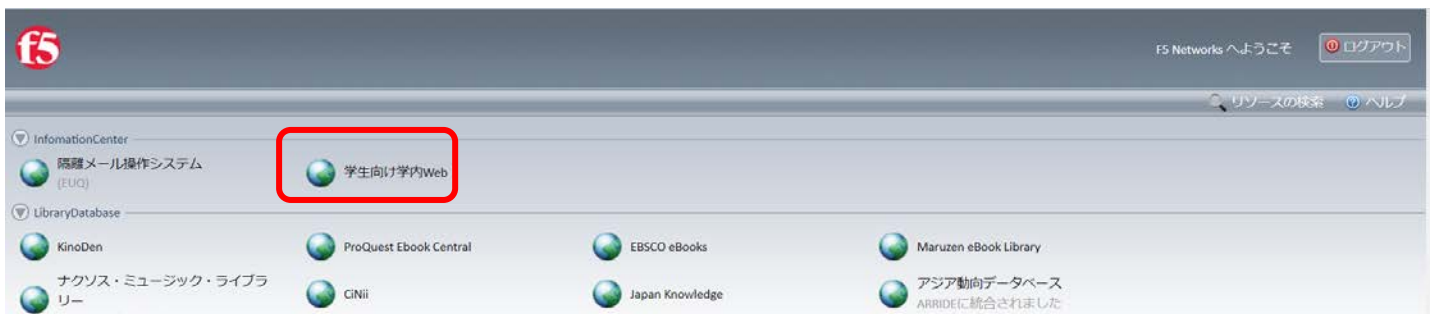 f5
F5 Networks へようこそ
ログアウト
リソースの検索
ヘルプ
InfomationCenter
隔離メール操作システム
(EUQ)
学生向け学内Web
LibraryDatabase
KinoDen
ProQuest Ebook Central
EBSCO eBooks
Maruzen eBook Library
ナクソス・ミュージック・ライブラ
リー
CiNii
Japan Knowledge
アジア動向データベース
ARRIDEに統合されました